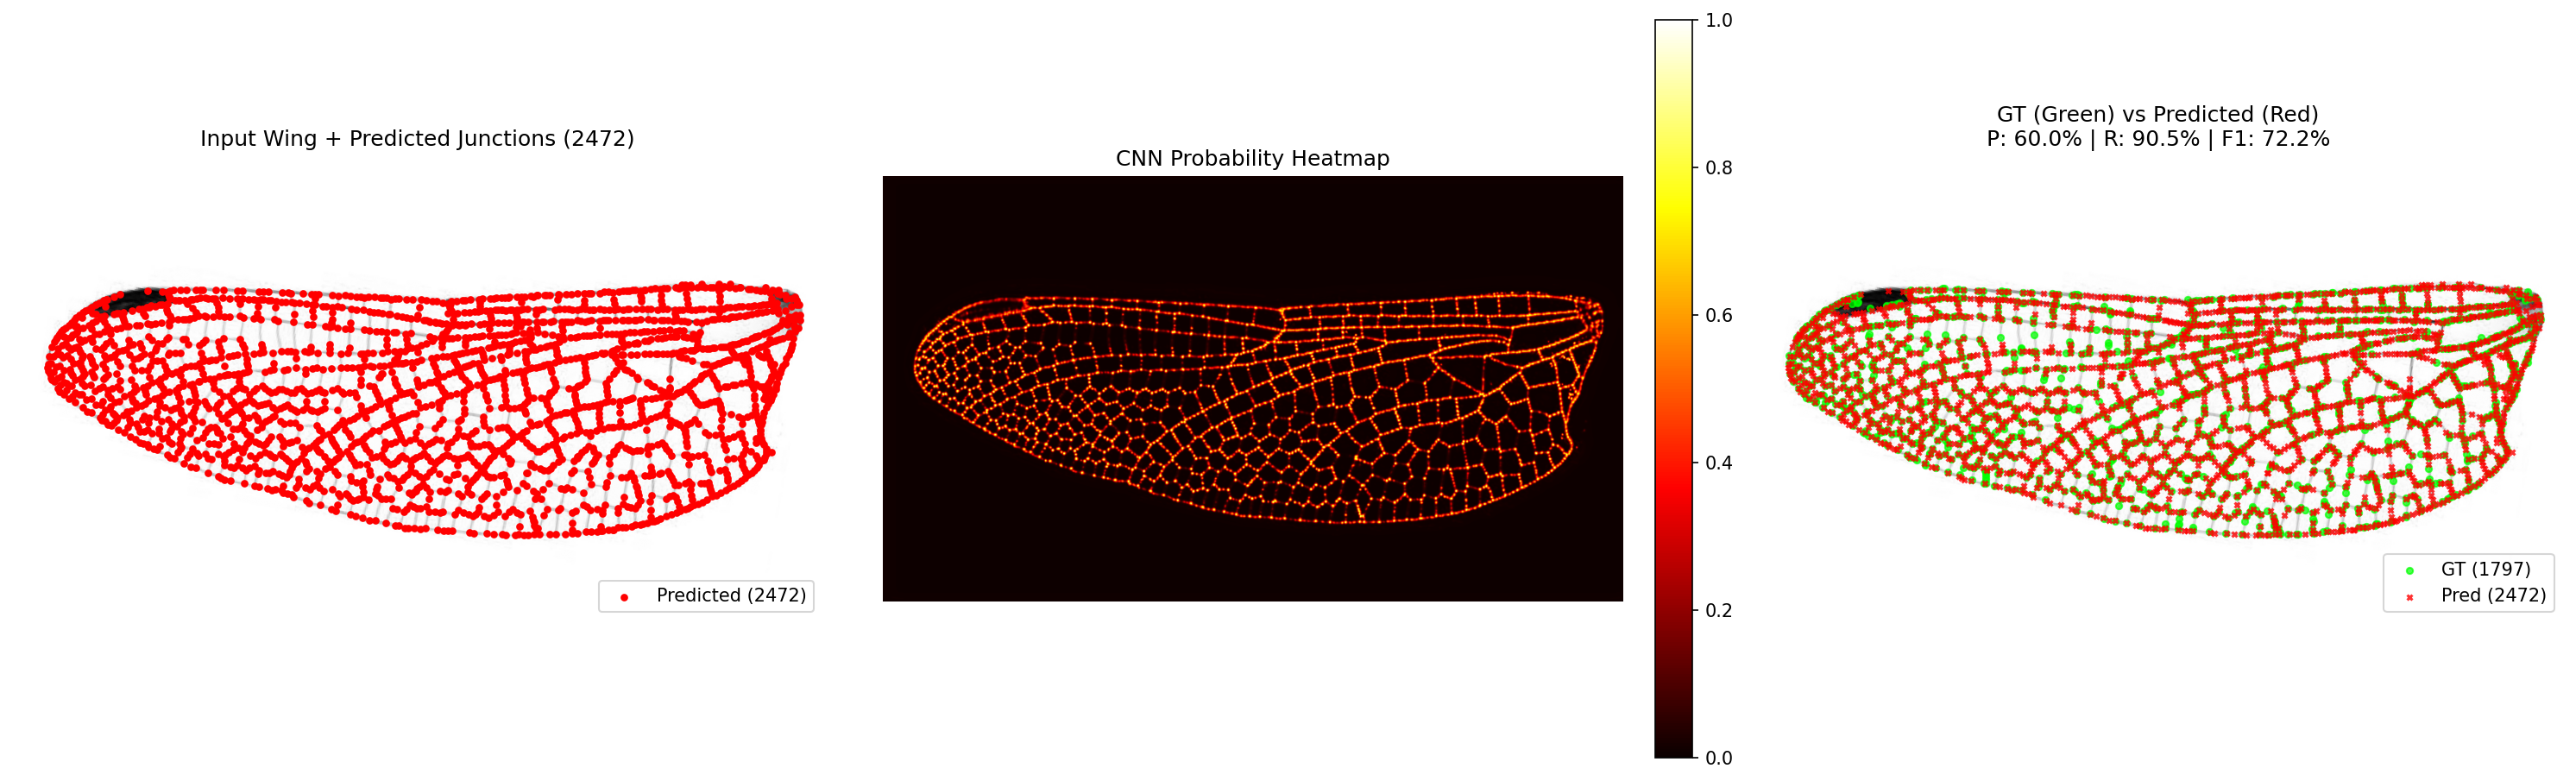 Input Wing + Predicted Junctions (2472)
Predicted (2472)
CNN Probability Heatmap
1.0
0.8
0.6
0.4
0.2
0.0
GT (Green) vs Predicted (Red)
P: 60.0% | R: 90.5% | F1: 72.2%
GT (1797)
Pred (2472)